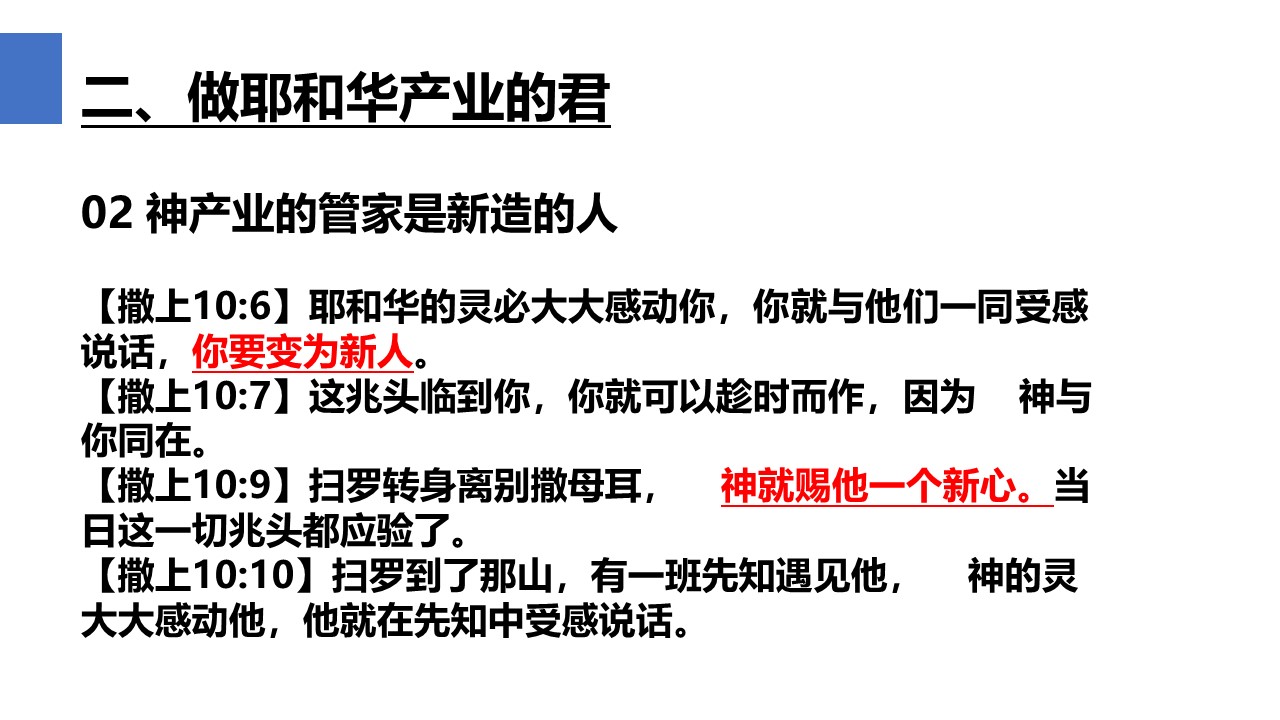 二、做耶和华产业的君
02 神产业的管家是新造的人
【撒上10:6】耶和华的灵必大大感动你，你就与他们一同受感
说话，你要变为新人。
【撒上10:7】这兆头临到你，你就可以趁时而作，因为　神与
你同在。
【撒上10:9】扫罗转身离别撒母耳，　神就赐他一个新心。当
日这一切兆头都应验了。
【撒上10:10】扫罗到了那山，有一班先知遇见他，　神的灵
大大感动他，他就在先知中受感说话。